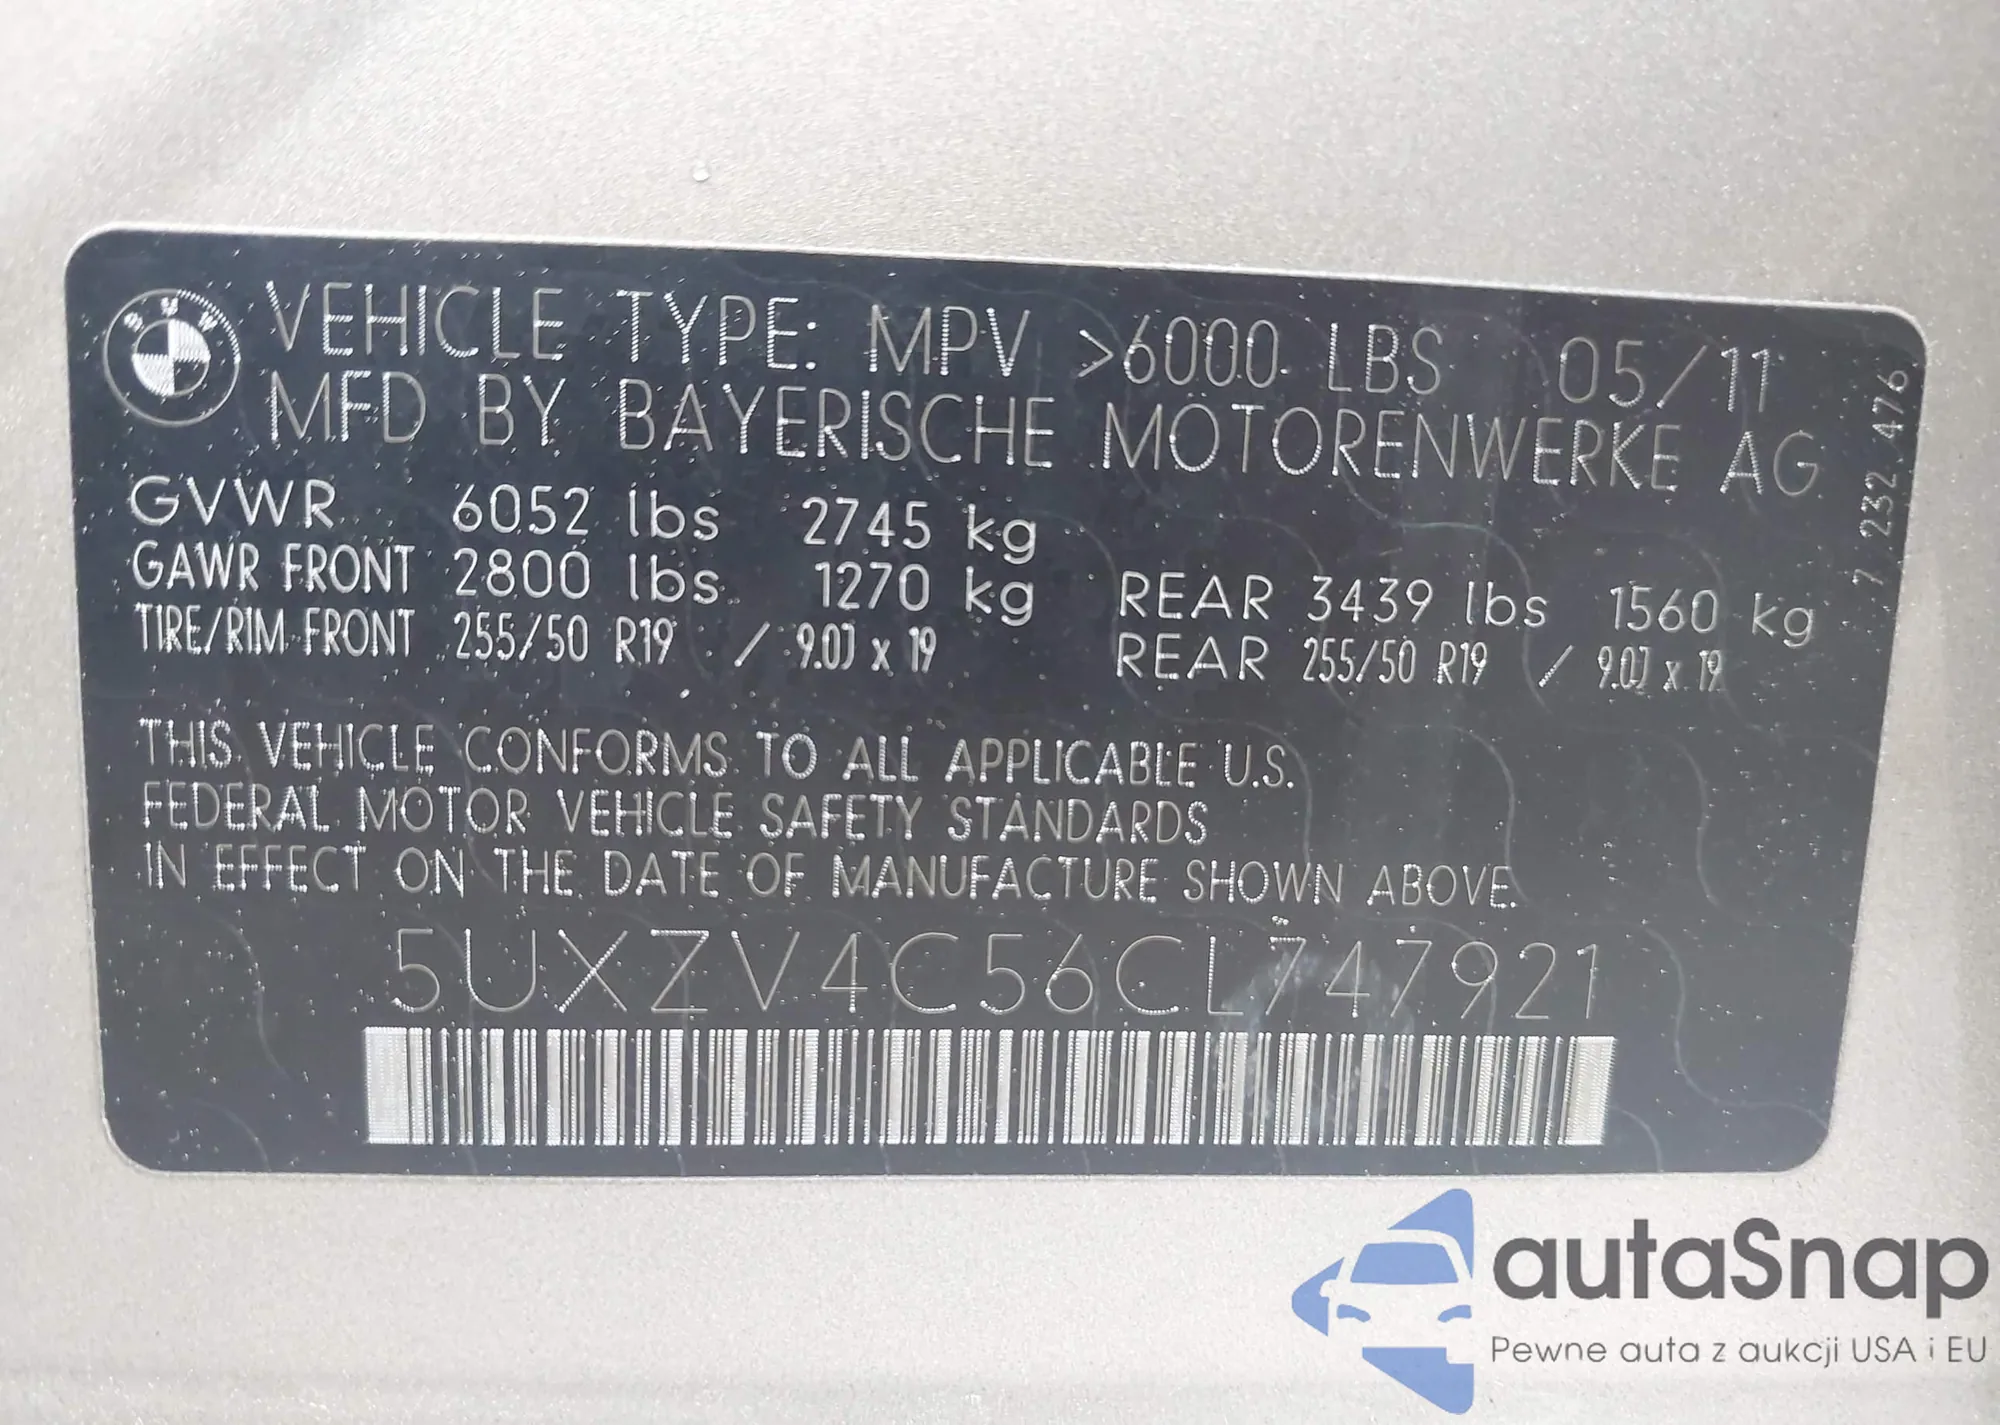 BMW
VEHICLE TYPE: MPV >6000 LBS 05/11
MFD BY BAYERISCHE MOTORENWERKE AG
GVWR 6052 lbs 2745 kg
GAWR FRONT 2800 lbs 1270 kg REAR 3439 lbs 1560 kg
TIRE/RIM FRONT 255/50 R19 / 9.0J x 19 REAR 255/50 R19 / 9.0J x 19
7 232 476
THIS VEHICLE CONFORMS TO ALL APPLICABLE U.S.
FEDERAL MOTOR VEHICLE SAFETY STANDARDS
IN EFFECT ON THE DATE OF MANUFACTURE SHOWN ABOVE.
5UXZV4C56CL747921
autaSnap
Pewne auta z aukcji USA i EU